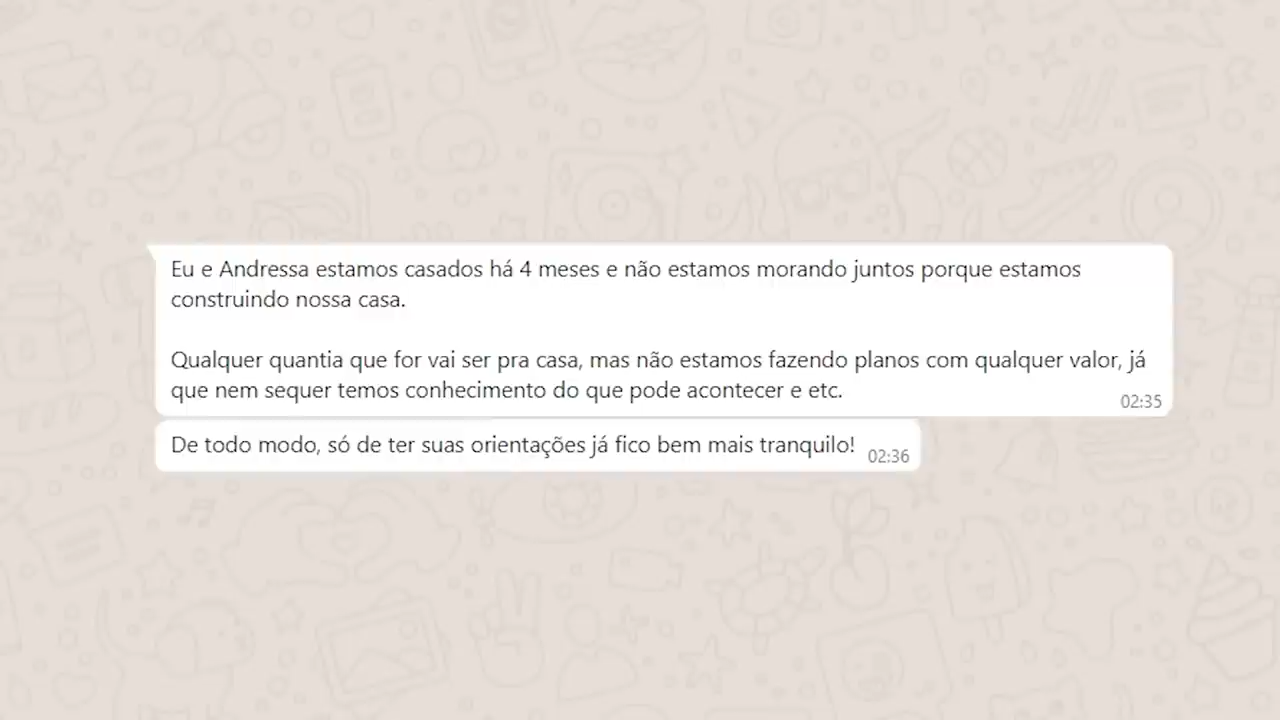 Eu e Andressa estamos casados há 4 meses e não estamos morando juntos porque estamos
construindo nossa casa.
Qualquer quantia que for vai ser pra casa, mas não estamos fazendo planos com qualquer valor, já
que nem sequer temos conhecimento do que pode acontecer e etc.
02:35
De todo modo, só de ter suas orientações já fico bem mais tranquilo!
02:36